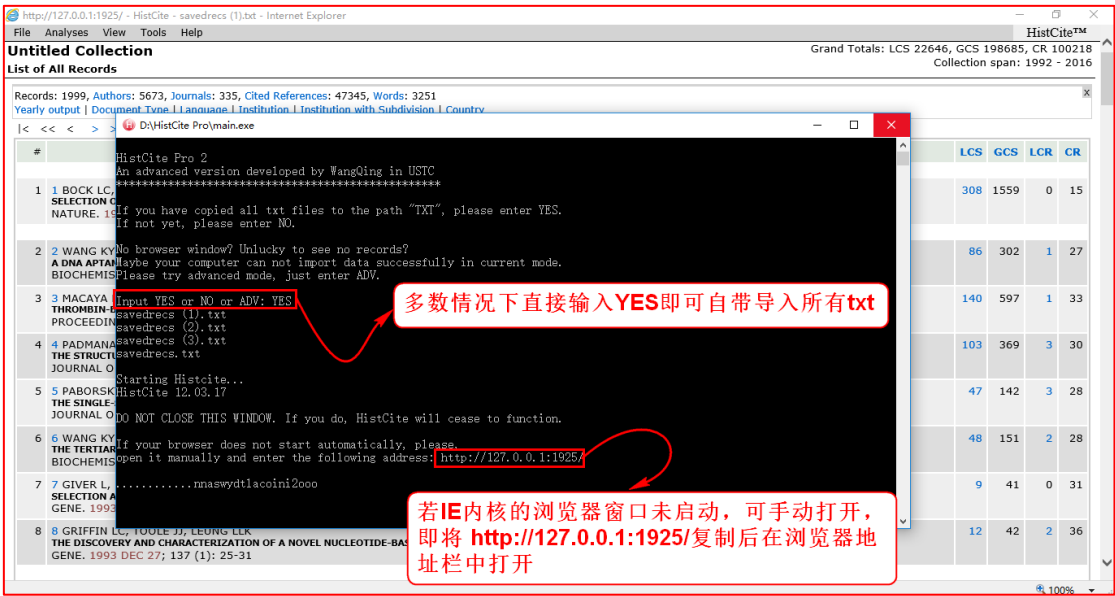 http://127.0.0.1:1925/ - HistCite - savedrecs (1).txt - Internet Explorer
File Analyses View Tools Help HistCite™
Untitled Collection Grand Totals: LCS 22646, GCS 198685, CR 100218
List of All Records Collection span: 1992 - 2016
Records: 1999, Authors: 5673, Journals: 335, Cited References: 47345, Words: 3251
Yearly output | Document Type | Language | Institution | Institution with Subdivision | Country
|< << < >
D:\HistCite Pro\main.exe
# LCS GCS LCR CR
HistCite Pro 2
An advanced version developed by WangQing in USTC
**************************************************
If you have copied all txt files to the path "TXT", please enter YES.
If not yet, please enter NO.
No browser window? Unlucky to see no records?
Maybe your computer can not import data successfully in current mode.
Please try advanced mode, just enter ADV.
Input YES or NO or ADV: YES
savedrecs (1).txt
savedrecs (2).txt
savedrecs (3).txt
savedrecs.txt
Starting Histcite...
HistCite 12.03.17
DO NOT CLOSE THIS WINDOW. If you do, HistCite will cease to function.
If your browser does not start automatically, please,
open it manually and enter the following address: http://127.0.0.1:1925/
............nnaswydtlacoini2ooo
多数情况下直接输入YES即可自带导入所有txt
若IE内核的浏览器窗口未启动，可手动打开，
即将 http://127.0.0.1:1925/复制后在浏览器地
址栏中打开
1 1 BOCK LC, 308 1559 0 15
SELECTION
NATURE.
2 2 WANG KY 86 302 1 27
A DNA
BIOCHEMIS
3 3 MACAYA 140 597 1 33
THROMBIN-
PROCEEDIN
4 4 PADMANA 103 369 3 30
THE STRUCTU
JOURNAL O
5 5 PABORSK 47 142 3 28
THE SINGLE-
JOURNAL O
6 6 WANG KY 48 151 2 28
THE TERTIAR
BIOCHEMIS
7 7 GIVER L, 9 41 0 31
SELECTION A
GENE. 1993
8 8 GRIFFIN LC, TOOLE JJ, LEUNG LLK 12 42 2 36
THE DISCOVERY AND CHARACTERIZATION OF A NOVEL NUCLEOTIDE-BAS
GENE. 1993 DEC 27; 137 (1): 25-31
100%